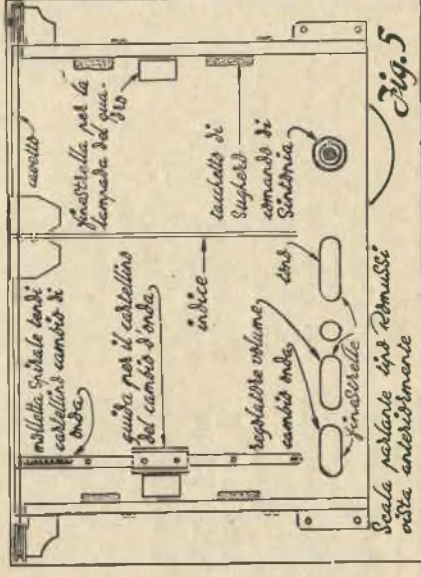 molletta spirale tendi
cartellino cambio di
onda
cavetto
finestrella per la
lampada del qua-
dro
guida per il cartellino
del cambio d'onda
indice
tacchetto di
sughero
comando di
Sintonia
regolatore volume
cambio onda
tono
finestrelle
Scala parlante tipo Romussi
vista anteriormente
Fig. 5